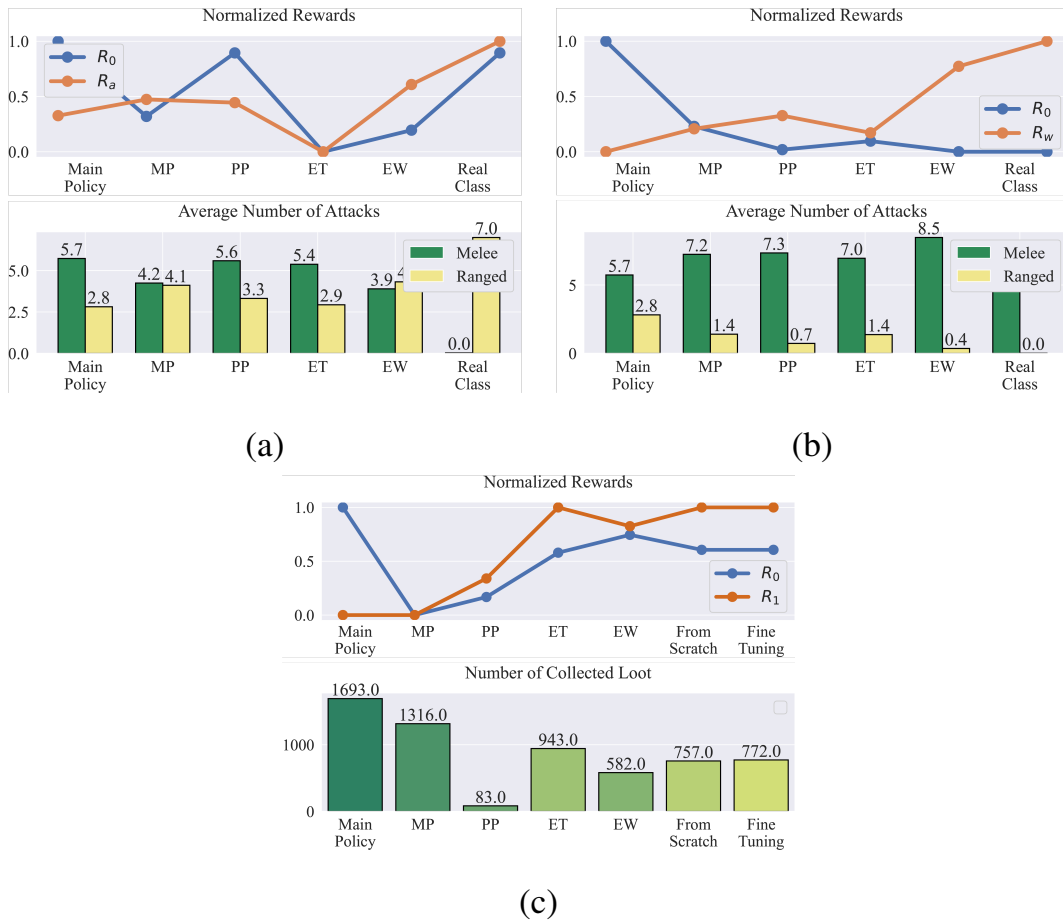 Normalized Rewards
1.0
0.5
0.0
R_0
R_a
Main Policy
MP
PP
ET
EW
Real Class
Average Number of Attacks
5.0
2.5
0.0
5.7
2.8
4.2
4.1
5.6
3.3
5.4
2.9
3.9
4
0.0
7.0
Melee
Ranged
Main Policy
MP
PP
ET
EW
Real Class
(a)
Normalized Rewards
1.0
0.5
0.0
R_0
R_w
Main Policy
MP
PP
ET
EW
Real Class
Average Number of Attacks
5
0
5.7
2.8
7.2
1.4
7.3
0.7
7.0
1.4
8.5
0.4
0.0
Melee
Ranged
Main Policy
MP
PP
ET
EW
Real Class
(b)
Normalized Rewards
1.0
0.5
0.0
R_0
R_1
Main Policy
MP
PP
ET
EW
From Scratch
Fine Tuning
Number of Collected Loot
1000
0
1693.0
1316.0
83.0
943.0
582.0
757.0
772.0
Main Policy
MP
PP
ET
EW
From Scratch
Fine Tuning
(c)